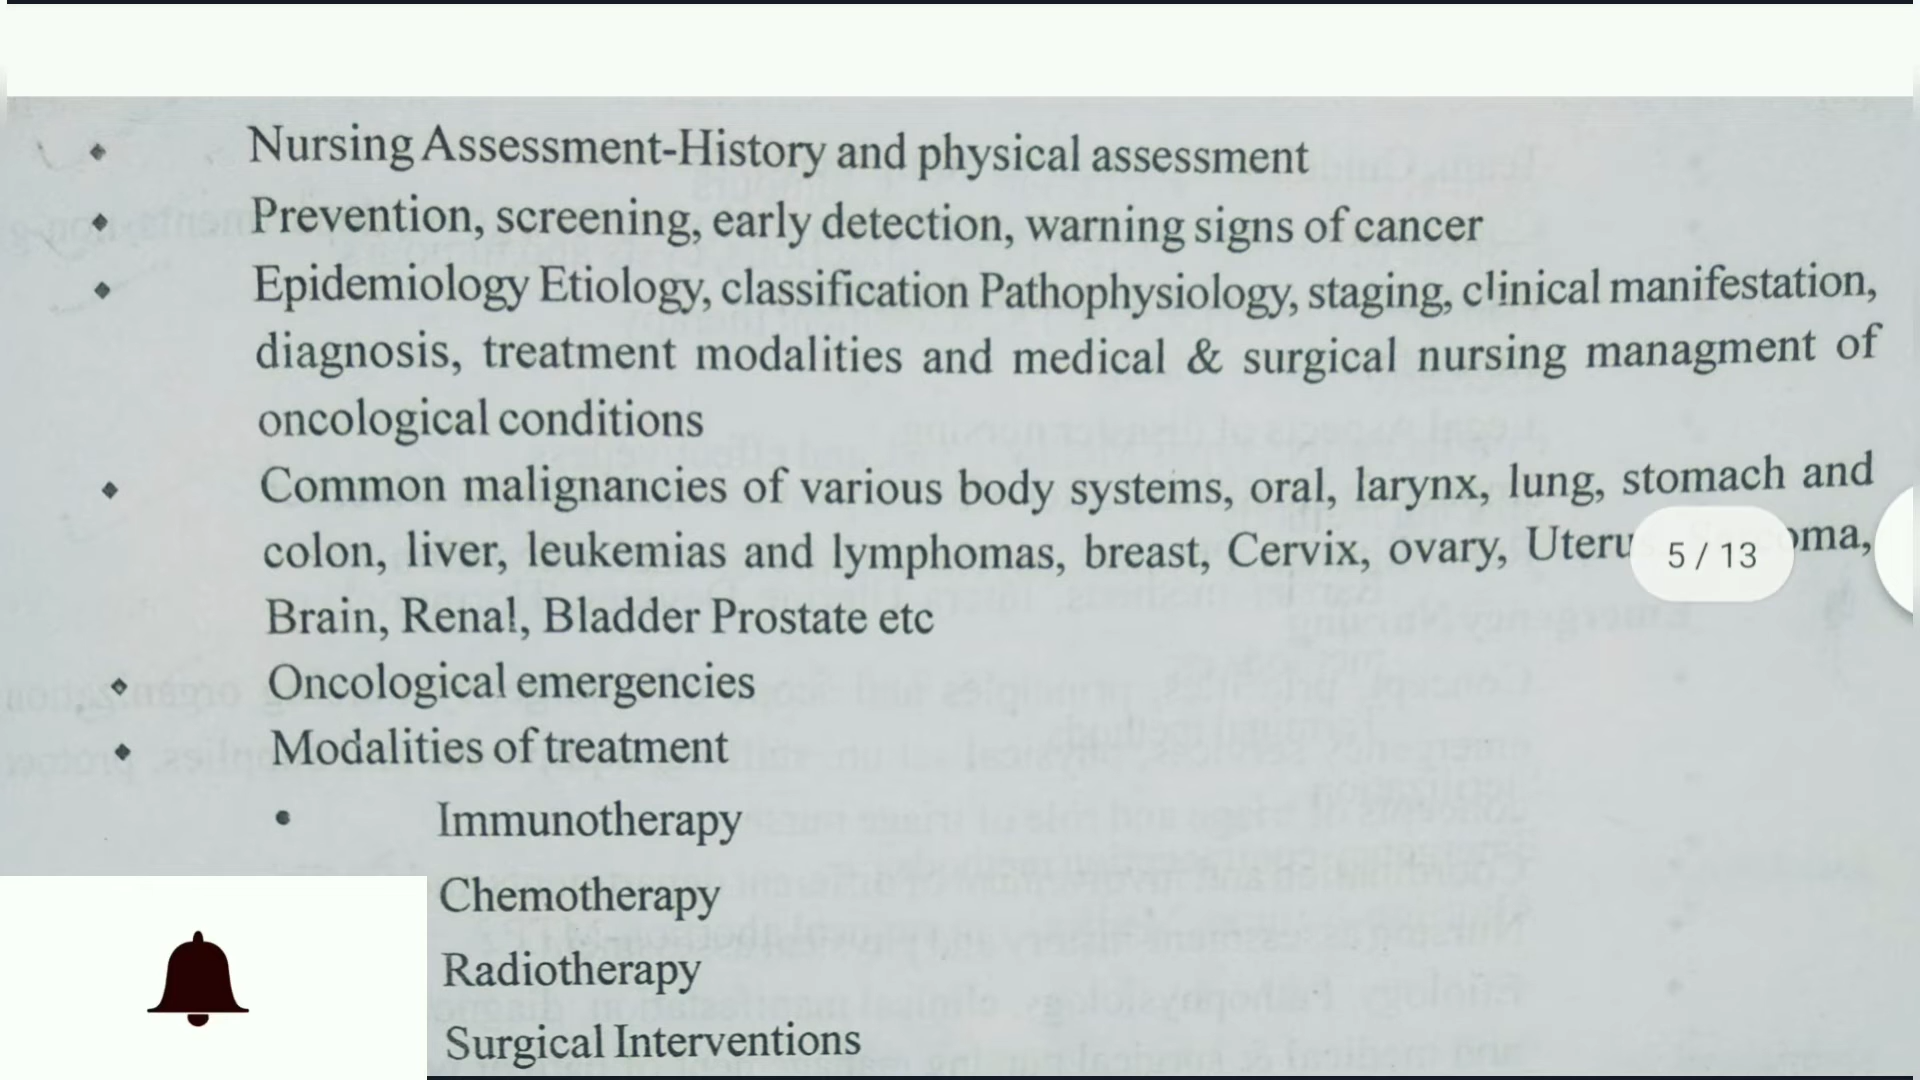 Nursing Assessment-History and physical assessment
Prevention, screening, early detection, warning signs of cancer
Epidemiology Etiology, classification Pathophysiology, staging, clinical manifestation,
diagnosis, treatment modalities and medical & surgical nursing managment of
oncological conditions
Common malignancies of various body systems, oral, larynx, lung, stomach and
colon, liver, leukemias and lymphomas, breast, Cervix, ovary, Uteru oma,
5 / 13
Brain, Renal, Bladder Prostate etc
Oncological emergencies
Modalities of treatment
Immunotherapy
Chemotherapy
Radiotherapy
Surgical Interventions